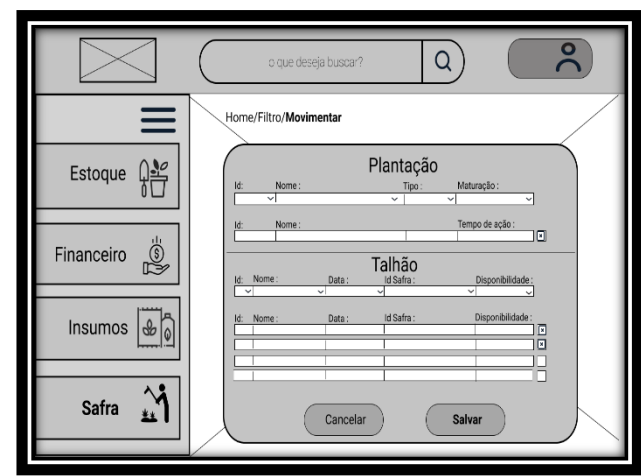 o que deseja buscar?
Home/Filtro/Movimentar
Estoque
Financeiro
Insumos
Safra
Plantação
Id: Nome : Tipo : Maturação :
Id: Nome : Tempo de ação :
Talhão
Id: Nome : Data : Id Safra : Disponibilidade :
Id: Nome : Data : Id Safra : Disponibilidade :
Cancelar Salvar